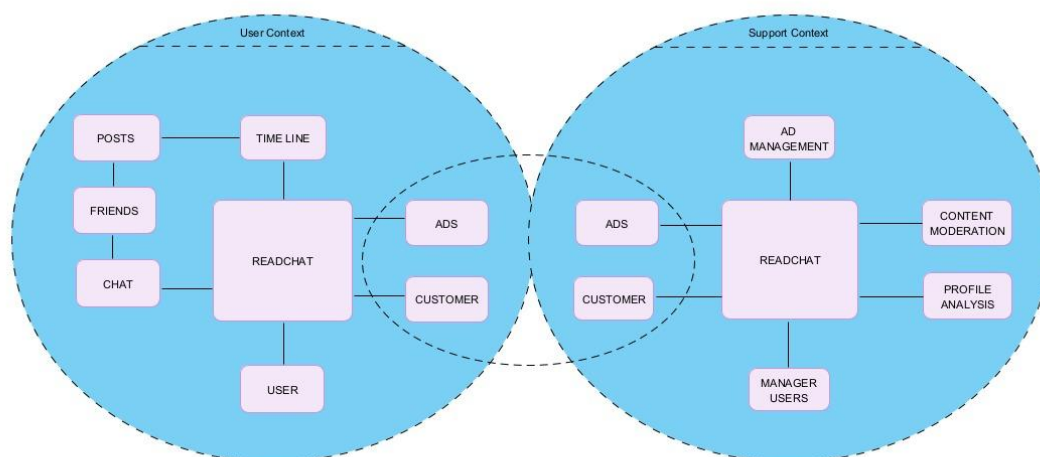 User Context
POSTS
TIME LINE
FRIENDS
READCHAT
ADS
CHAT
CUSTOMER
USER
Support Context
AD
MANAGEMENT
ADS
READCHAT
CONTENT
MODERATION
CUSTOMER
PROFILE
ANALYSIS
MANAGER
USERS